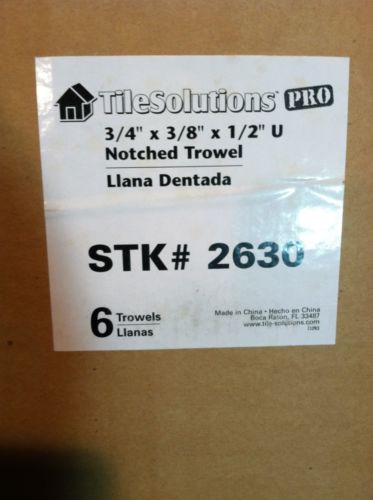 TileSolutions PRO
3/4" x 3/8" x 1/2" U
Notched Trowel
Llana Dentada
STK# 2630
6 Trowels
Llanas
Made in China • Hecho en China
Boca Raton, FL 33487
www.tile-solutions.com